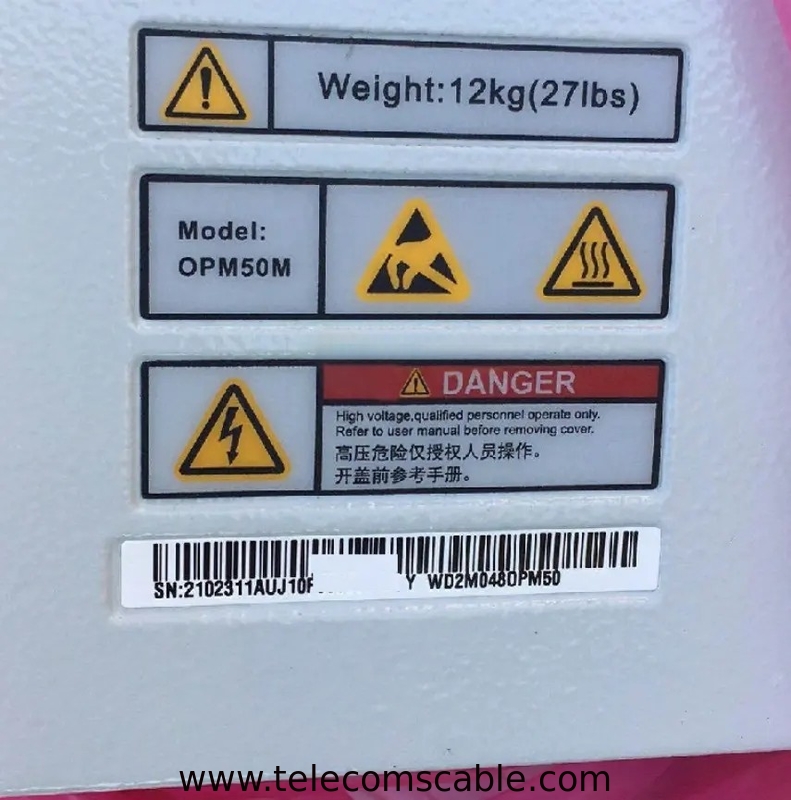 Weight:12kg(27lbs)
Model:
OPM50M
DANGER
High voltage,qualified personnel operate only.
Refer to user manual before removing cover.
高压危险仅授权人员操作。
开盖前参考手册。
SN:2102311AUJ10 Y WD2M048OPM50
www.telecomscable.com